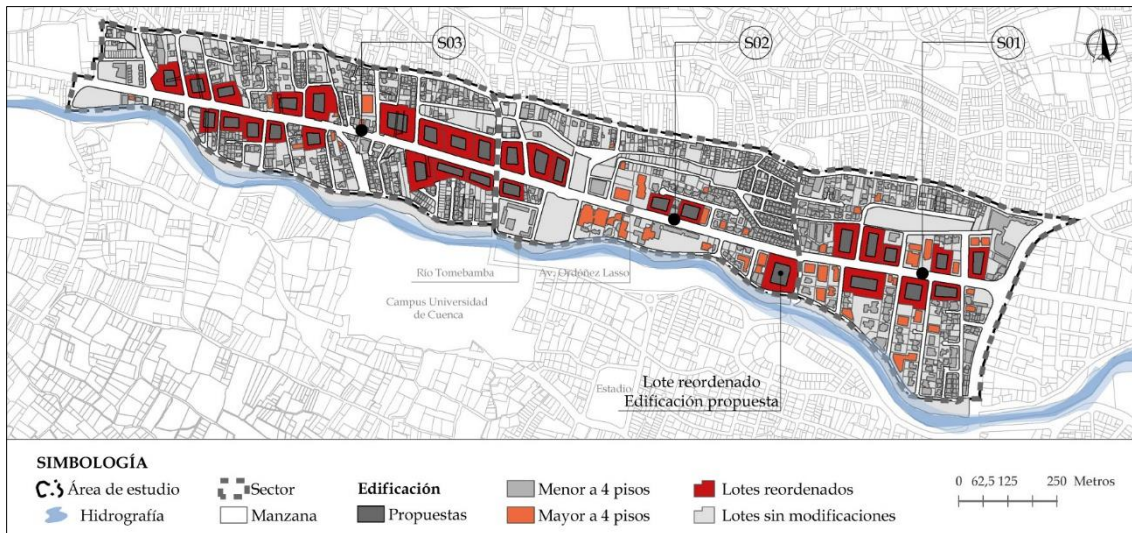 S03
S02
S01
Río Tomebamba
Av. Ordóñez Lasso
Campus Universidad
de Cuenca
Estadio
Lote reordenado
Edificación propuesta
SIMBOLOGÍA
Área de estudio
Sector
Edificación
Menor a 4 pisos
Lotes reordenados
Hidrografía
Manzana
Propuestas
Mayor a 4 pisos
Lotes sin modificaciones
0 62,5 125 250 Metros